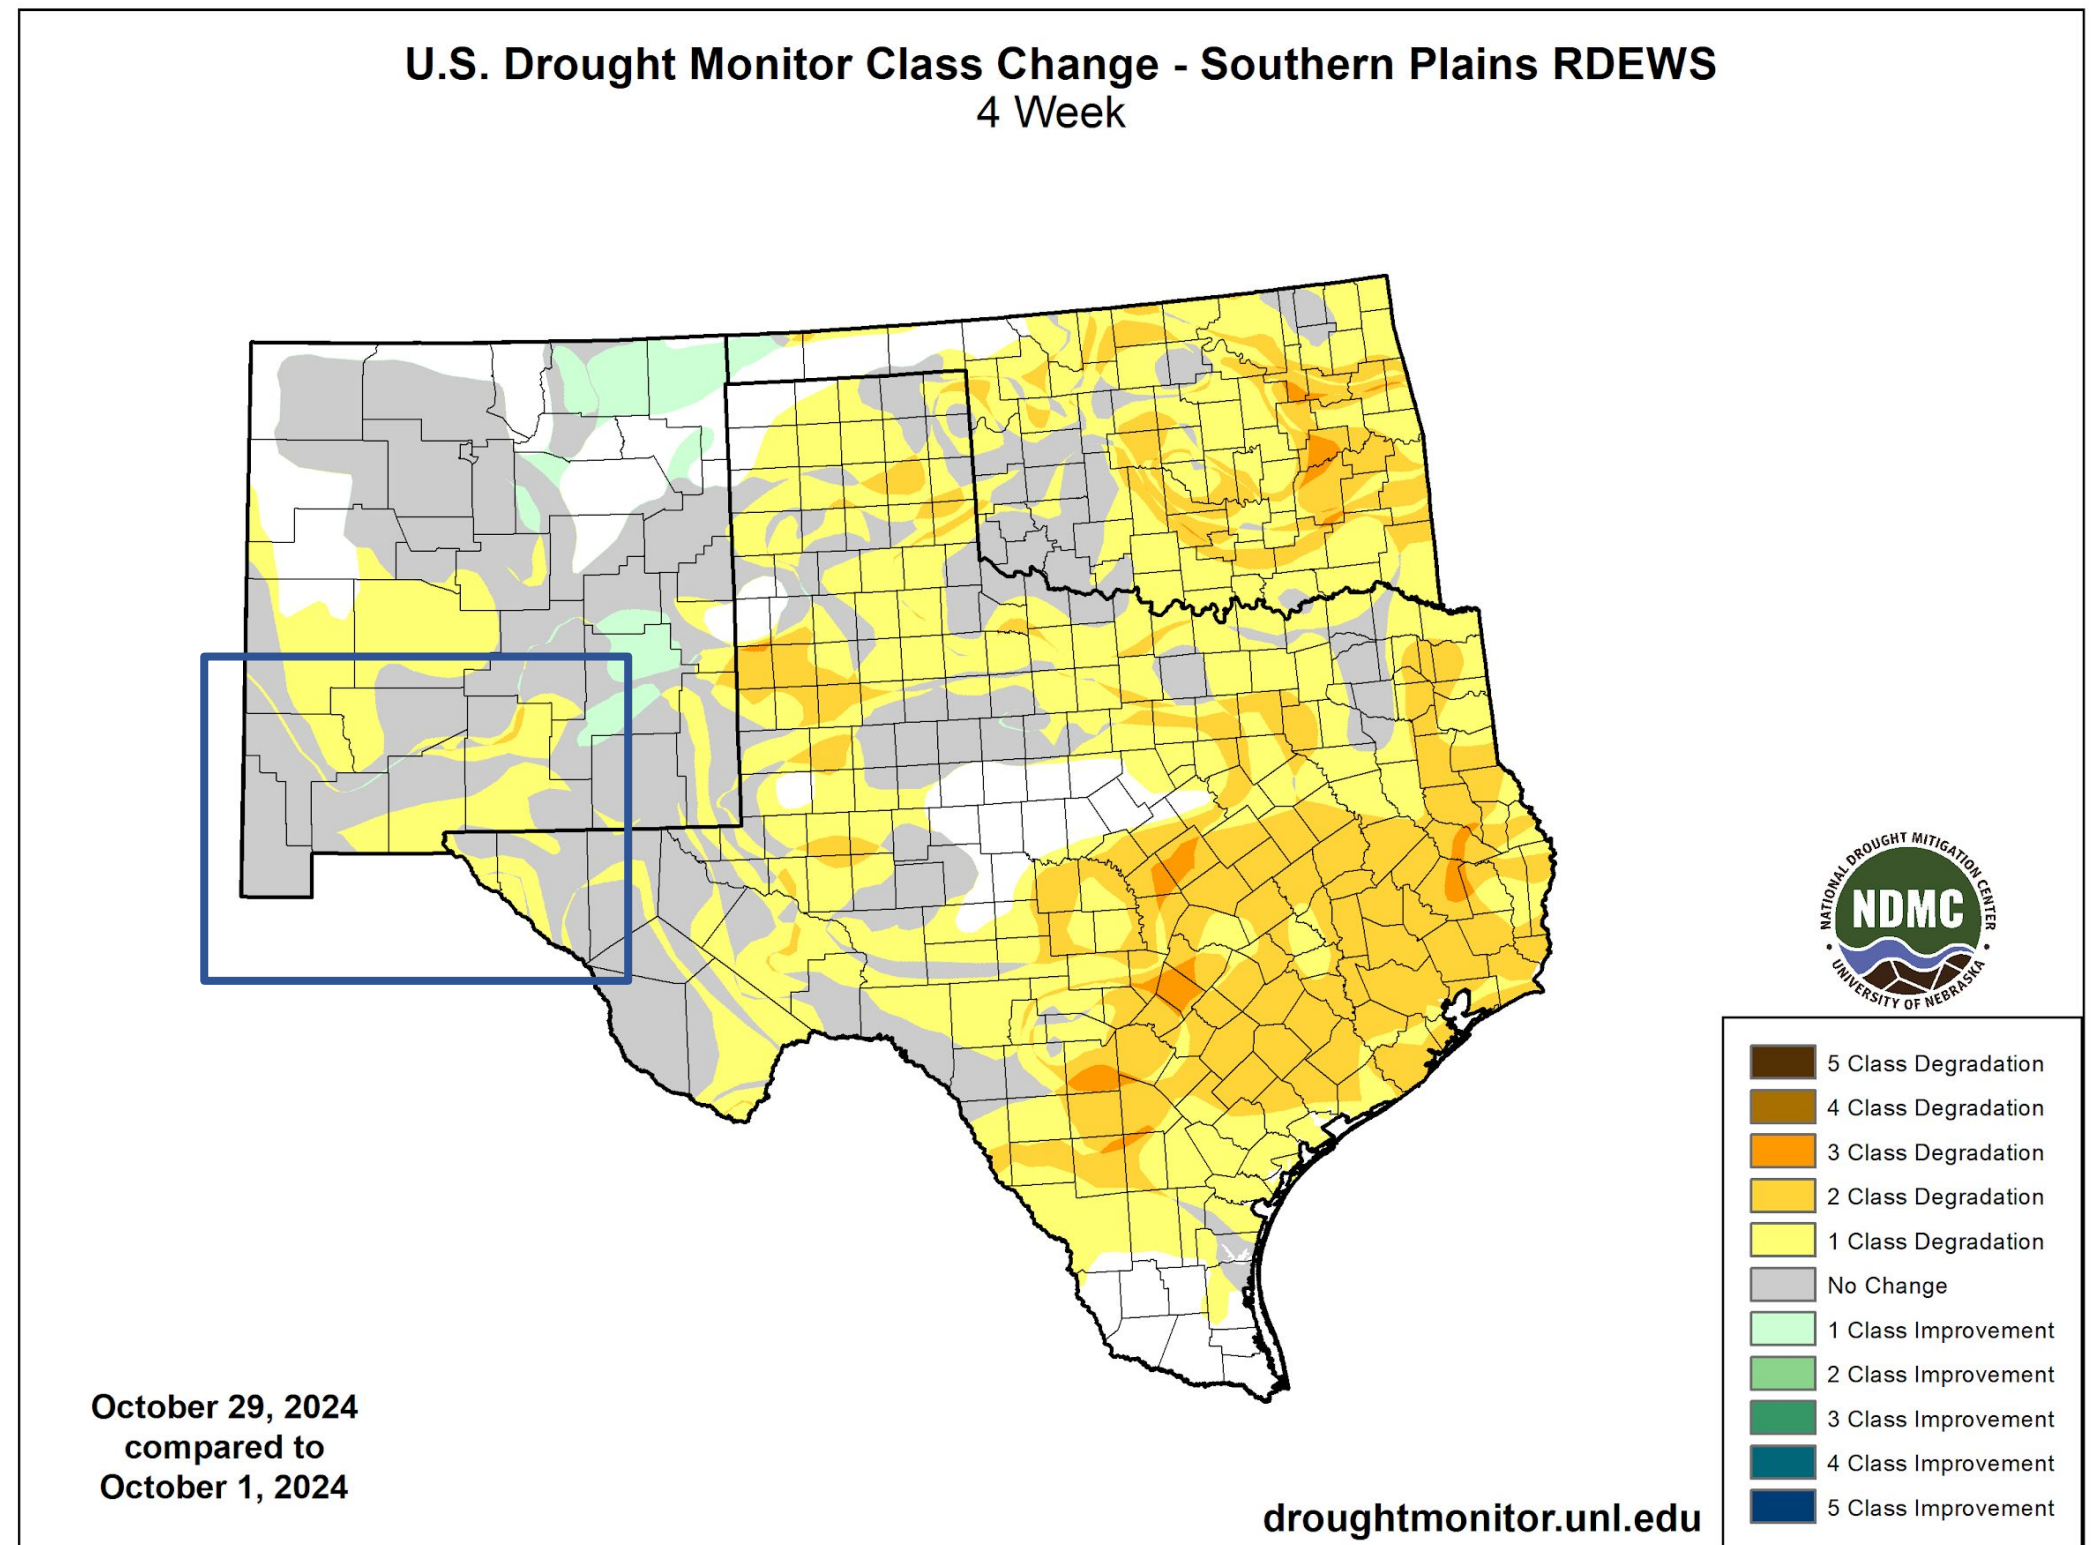 U.S. Drought Monitor Class Change - Southern Plains RDEWS
4 Week
NATIONAL DROUGHT MITIGATION CENTER
NDMC
UNIVERSITY OF NEBRASKA
5 Class Degradation
4 Class Degradation
3 Class Degradation
2 Class Degradation
1 Class Degradation
No Change
1 Class Improvement
2 Class Improvement
3 Class Improvement
4 Class Improvement
5 Class Improvement
October 29, 2024
compared to
October 1, 2024
droughtmonitor.unl.edu